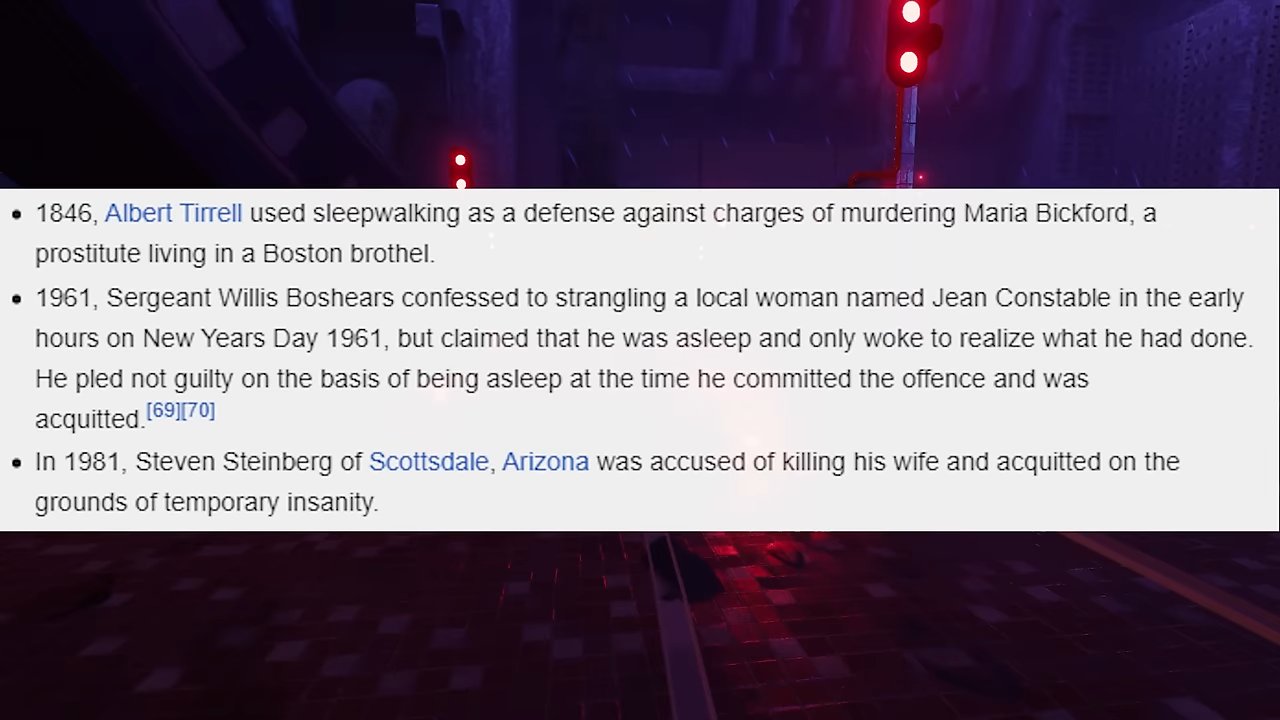 • 1846, Albert Tirrell used sleepwalking as a defense against charges of murdering Maria Bickford, a
prostitute living in a Boston brothel.
• 1961, Sergeant Willis Boshears confessed to strangling a local woman named Jean Constable in the early
hours on New Years Day 1961, but claimed that he was asleep and only woke to realize what he had done.
He pled not guilty on the basis of being asleep at the time he committed the offence and was
acquitted.[69][70]
• In 1981, Steven Steinberg of Scottsdale, Arizona was accused of killing his wife and acquitted on the
grounds of temporary insanity.